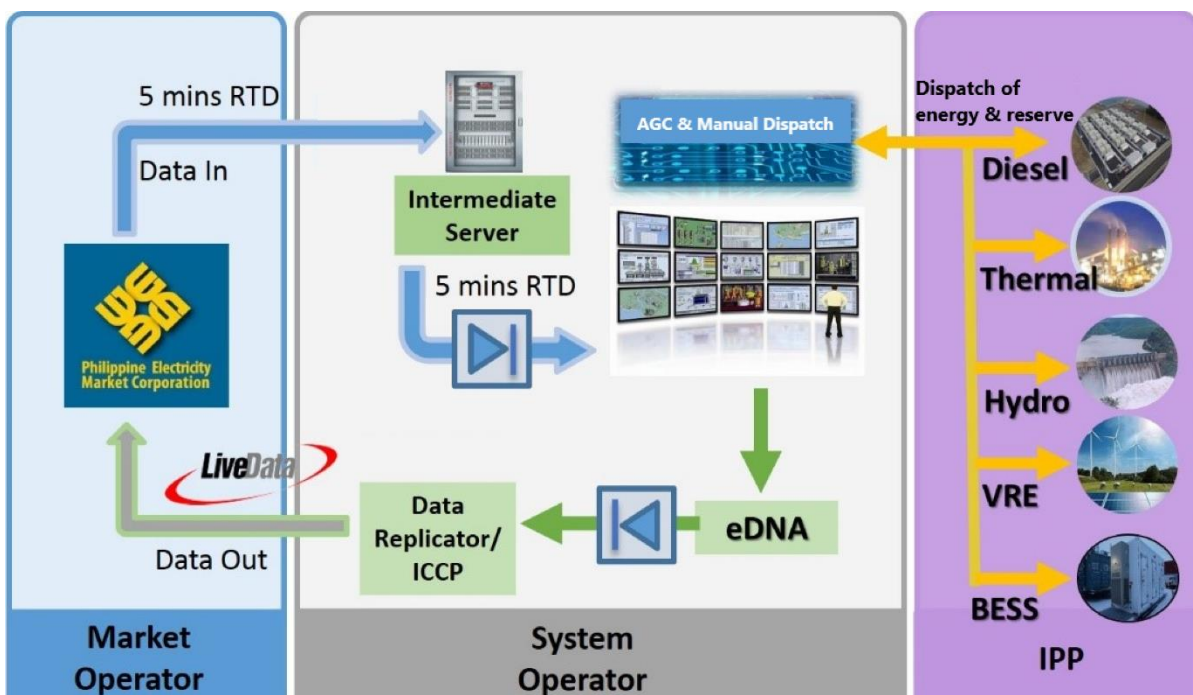 5 mins RTD
Data In
Philippine Electricity
Market Corporation
LiveData
Data Out
Market
Operator
Intermediate
Server
5 mins RTD
AGC & Manual Dispatch
eDNA
Data
Replicator/
ICCP
System
Operator
Dispatch of
energy & reserve
Diesel
Thermal
Hydro
VRE
BESS
IPP